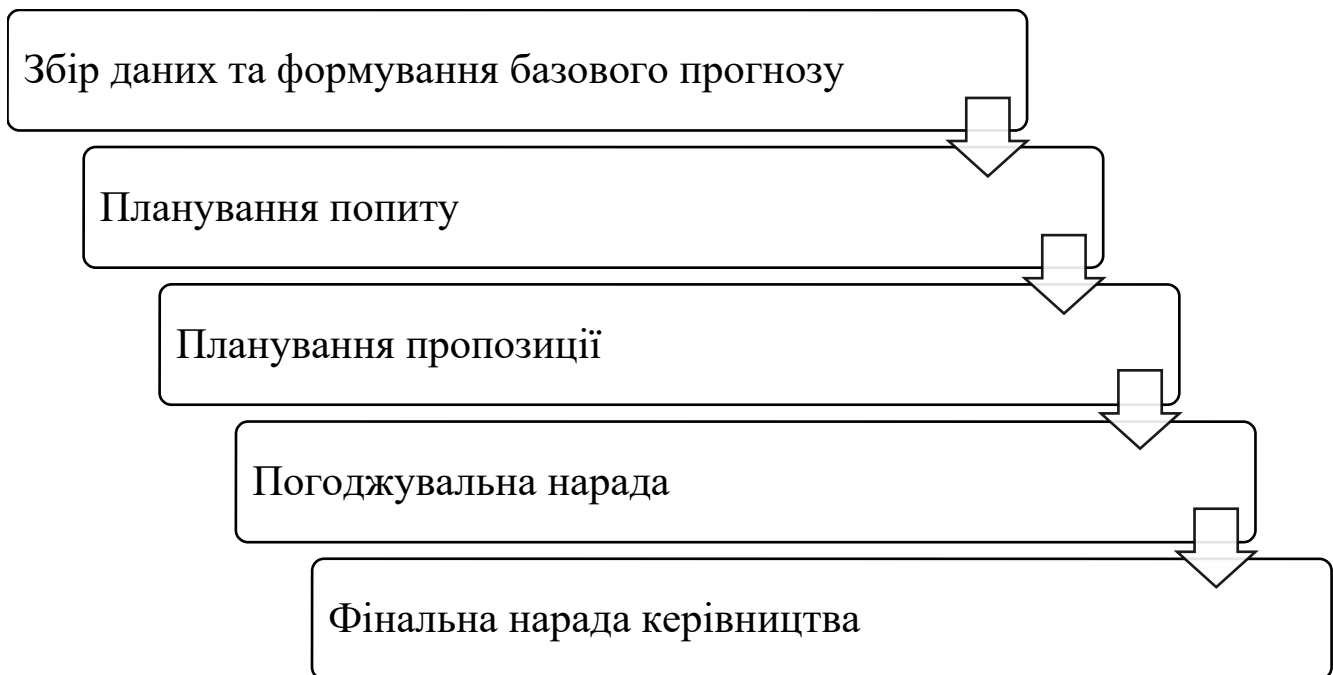 Збір даних та формування базового прогнозу
Планування попиту
Планування пропозиції
Погоджувальна нарада
Фінальна нарада керівництва